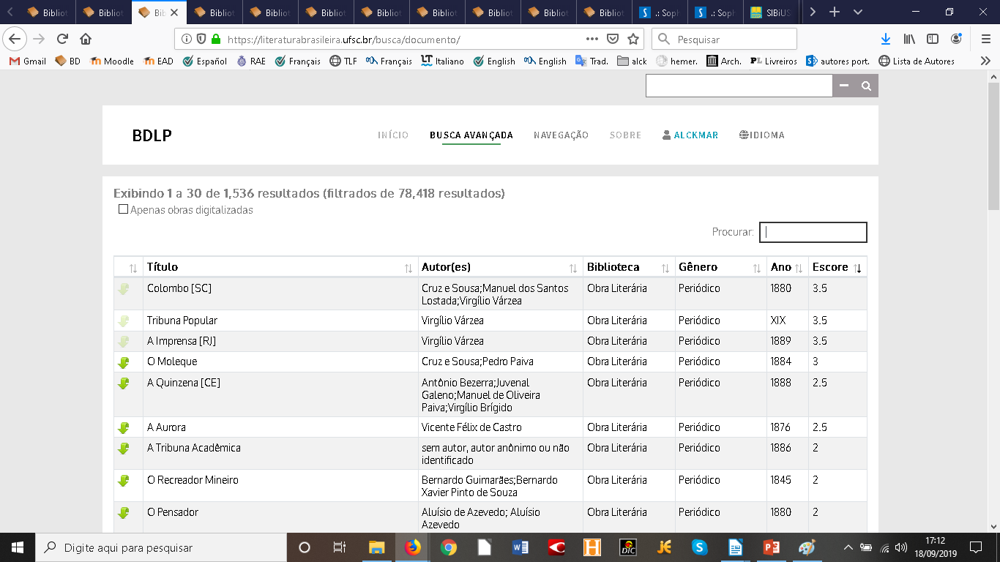 Bibliot Bibliot Bib Bibliot Bibliot Bibliot Bibliot Bibliot Bibliot Bibliot Bibliot .: Soph .: Soph SIBiUS
https://literaturabrasileira.ufsc.br/busca/documento/ Pesquisar
Gmail BD Moodle EAD Español RAE Français TLF Français Italiano English English Trad. alck hemer. Arch. Livreiros autores port. Lista de Autores
BDLP INÍCIO BUSCA AVANÇADA NAVEGAÇÃO SOBRE ALCKMAR IDIOMA
Exibindo 1 a 30 de 1,536 resultados (filtrados de 78,418 resultados)
Apenas obras digitalizadas
Procurar:
Título Autor(es) Biblioteca Gênero Ano Escore
Colombo [SC] Cruz e Sousa;Manuel dos Santos Obra Literária Periódico 1880 3.5
Lostada;Virgílio Várzea
Tribuna Popular Virgílio Várzea Obra Literária Periódico XIX 3.5
A Imprensa [RJ] Virgílio Várzea Obra Literária Periódico 1889 3.5
O Moleque Cruz e Sousa;Pedro Paiva Obra Literária Periódico 1884 3
A Quinzena [CE] Antônio Bezerra;Juvenal Obra Literária Periódico 1888 2.5
Galeno;Manuel de Oliveira
Paiva;Virgílio Brígido
A Aurora Vicente Félix de Castro Obra Literária Periódico 1876 2.5
A Tribuna Acadêmica sem autor, autor anônimo ou não Obra Literária Periódico 1886 2
identificado
O Recreador Mineiro Bernardo Guimarães;Bernardo Obra Literária Periódico 1845 2
Xavier Pinto de Souza
O Pensador Aluísio de Azevedo; Aluísio Obra Literária Periódico 1880 2
Azevedo
Digite aqui para pesquisar 17:12
18/09/2019